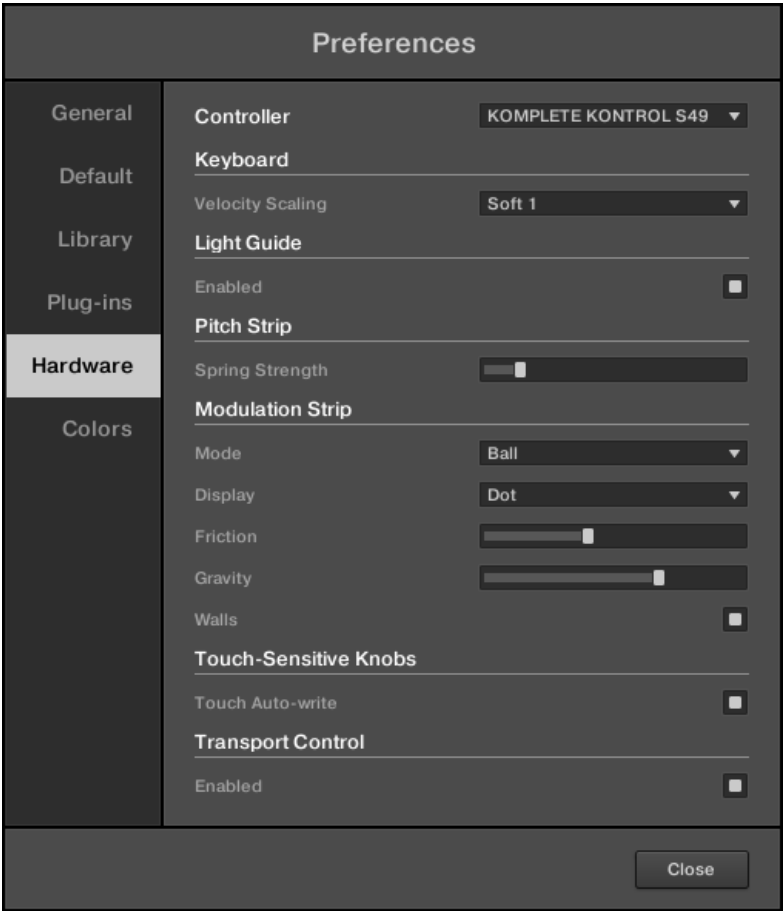 Preferences
General
Default
Library
Plug-ins
Hardware
Colors
Controller KOMPLETE KONTROL S49
Keyboard
Velocity Scaling Soft 1
Light Guide
Enabled
Pitch Strip
Spring Strength
Modulation Strip
Mode Ball
Display Dot
Friction
Gravity
Walls
Touch-Sensitive Knobs
Touch Auto-write
Transport Control
Enabled
Close